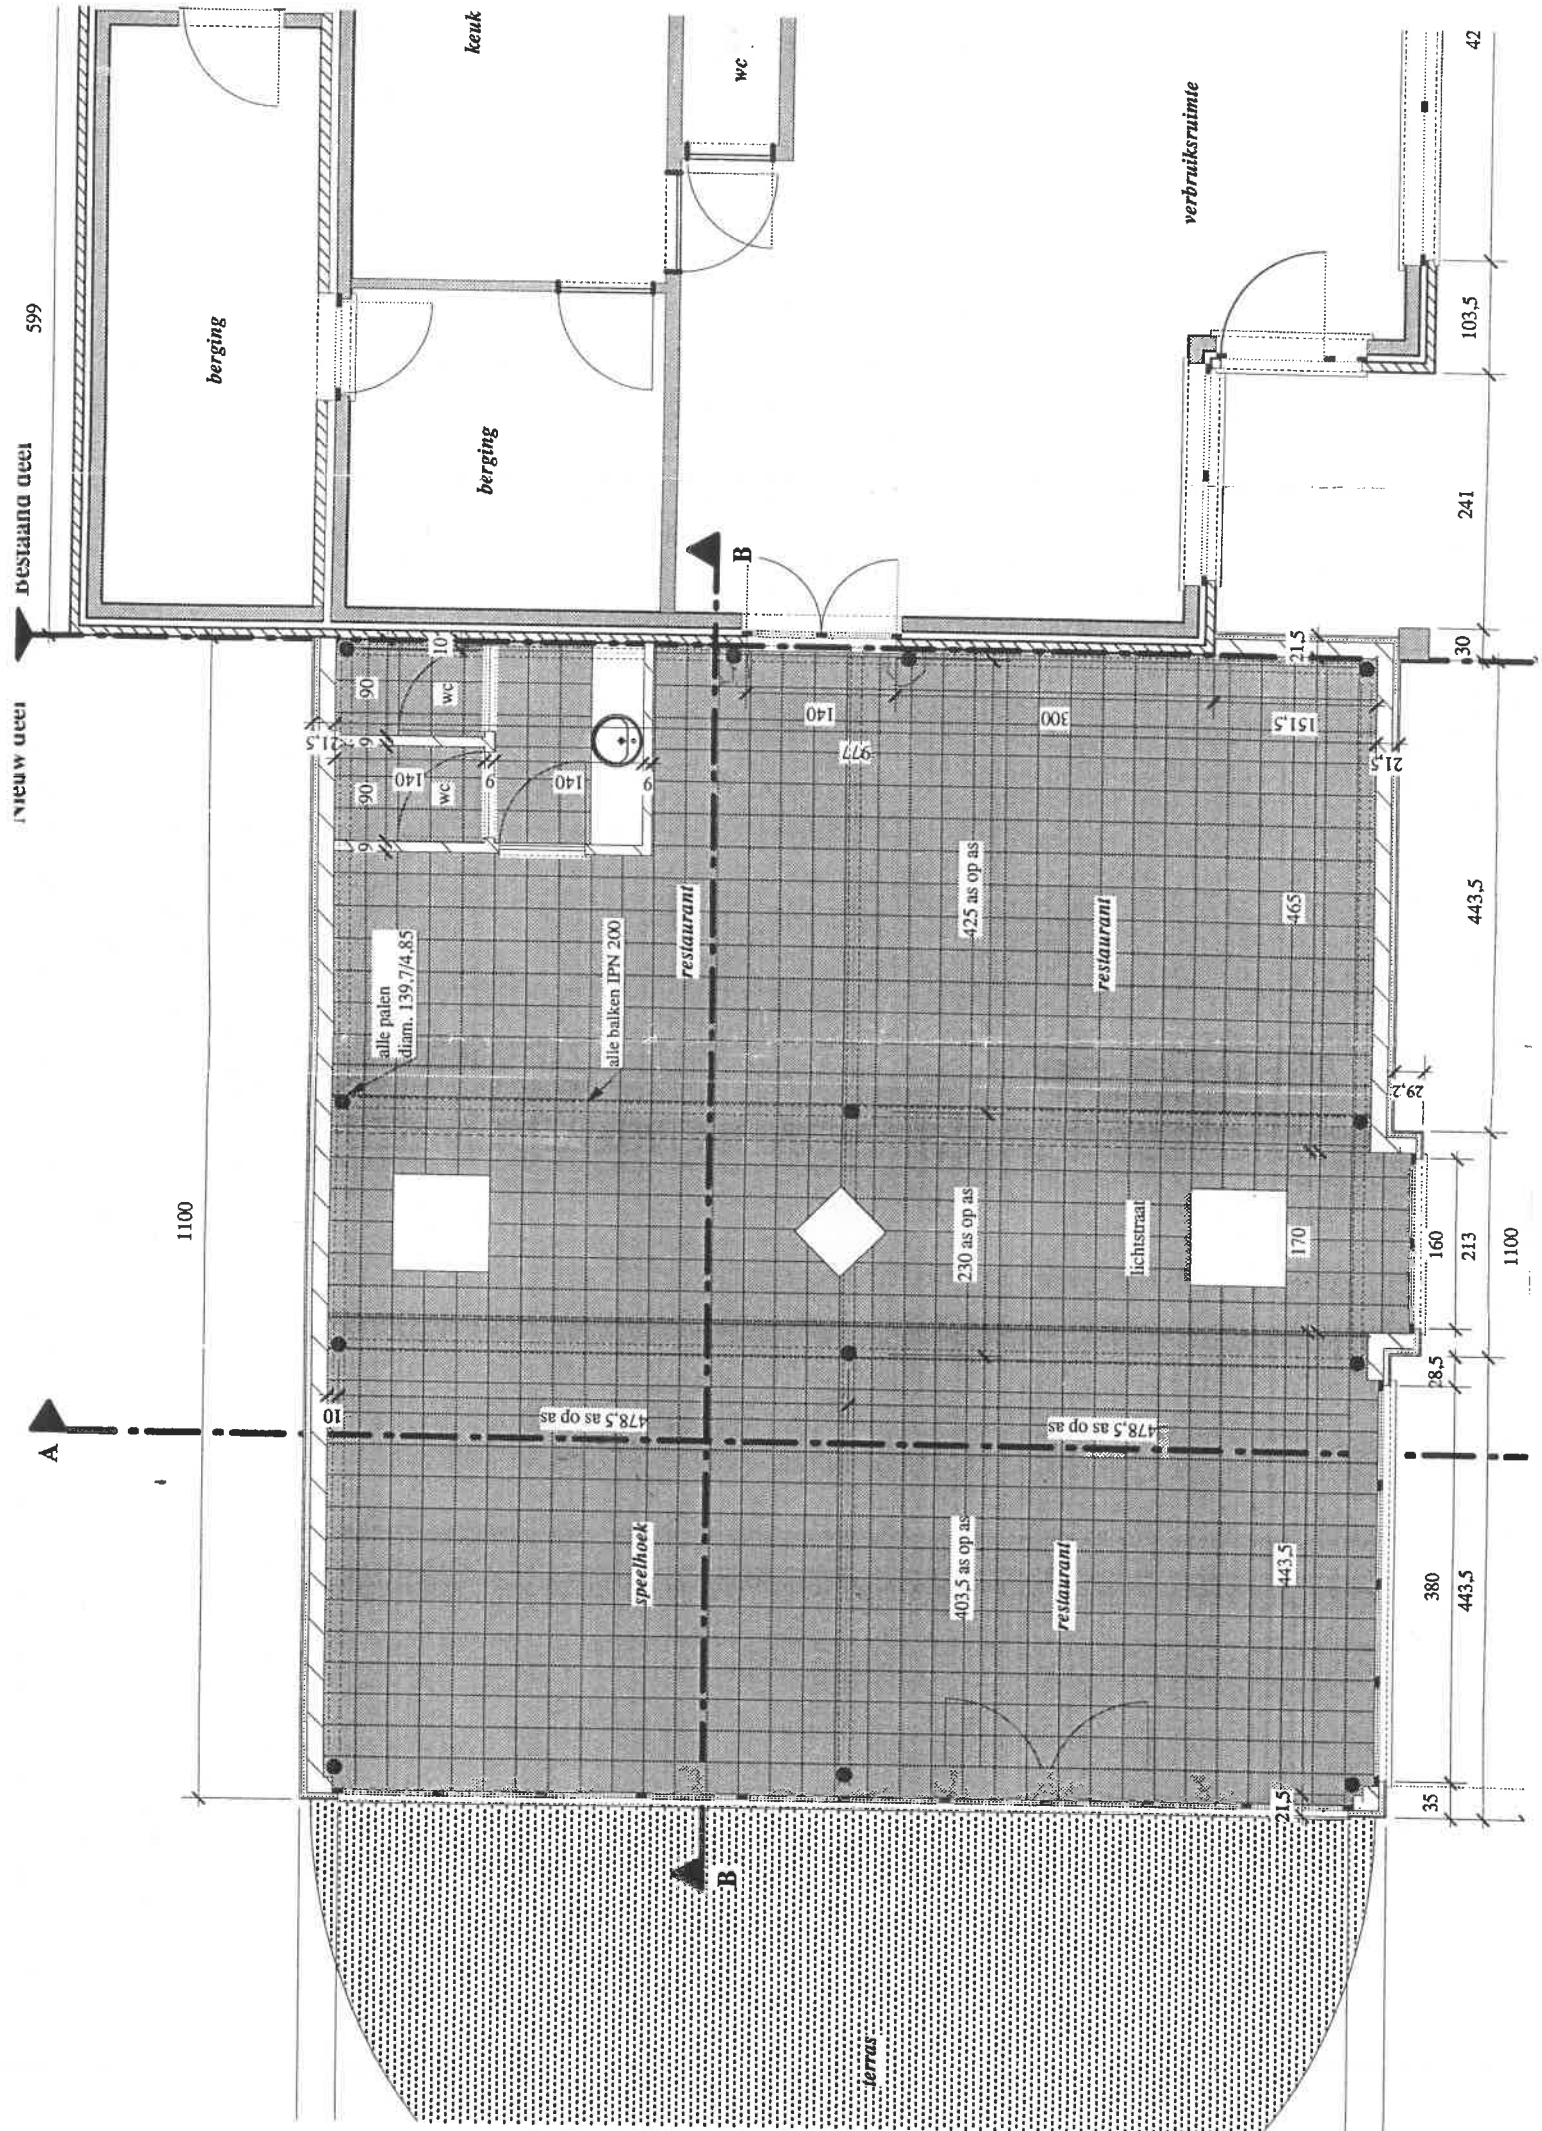 Nieuw deel
Bestaand deel
599
1100
A
berging
berging
keuk
wc
verbruiksruimte
B
10
90
wc
21,5
9
90
140
wc
9
140
9
9
alle palen
diam. 139,7/4.85
alle balken IPN 200
restaurant
140
300
151,5
977
21,5
30
21,5
425 as op as
restaurant
465
443,5
29,2
230 as op as
lichtstraat
170
160
213
1100
28,5
10
478,5 as op as
478,5 as op as
speelhoek
403,5 as op as
restaurant
443,5
380
443,5
21,5
35
B
terras
241
103,5
42